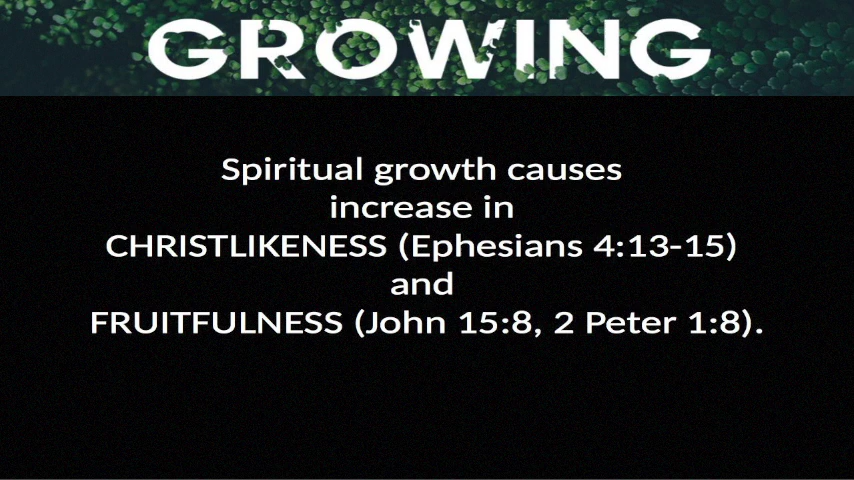 GROWING
Spiritual growth causes
increase in
CHRISTLIKENESS (Ephesians 4:13-15)
and
FRUITFULNESS (John 15:8, 2 Peter 1:8).